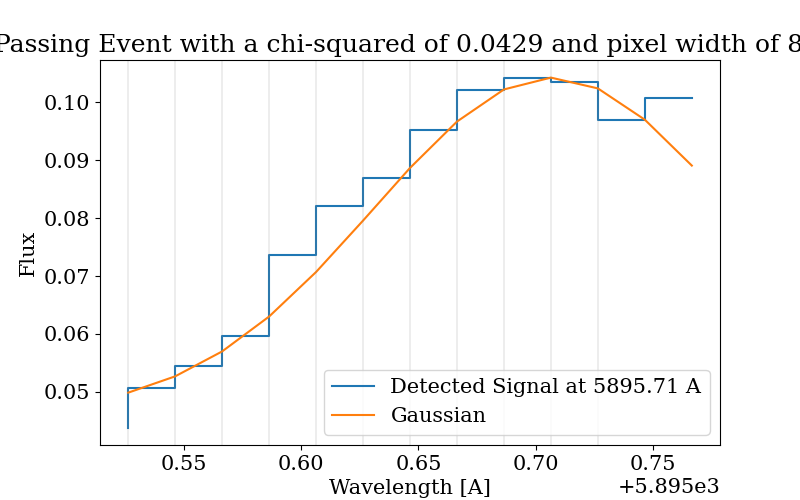 Passing Event with a chi-squared of 0.0429 and pixel width of 8
0.10
0.09
0.08
0.07
0.06
0.05
Flux
Detected Signal at 5895.71 A
Gaussian
0.55 0.60 0.65 0.70 0.75
+5.895e3
Wavelength [A]